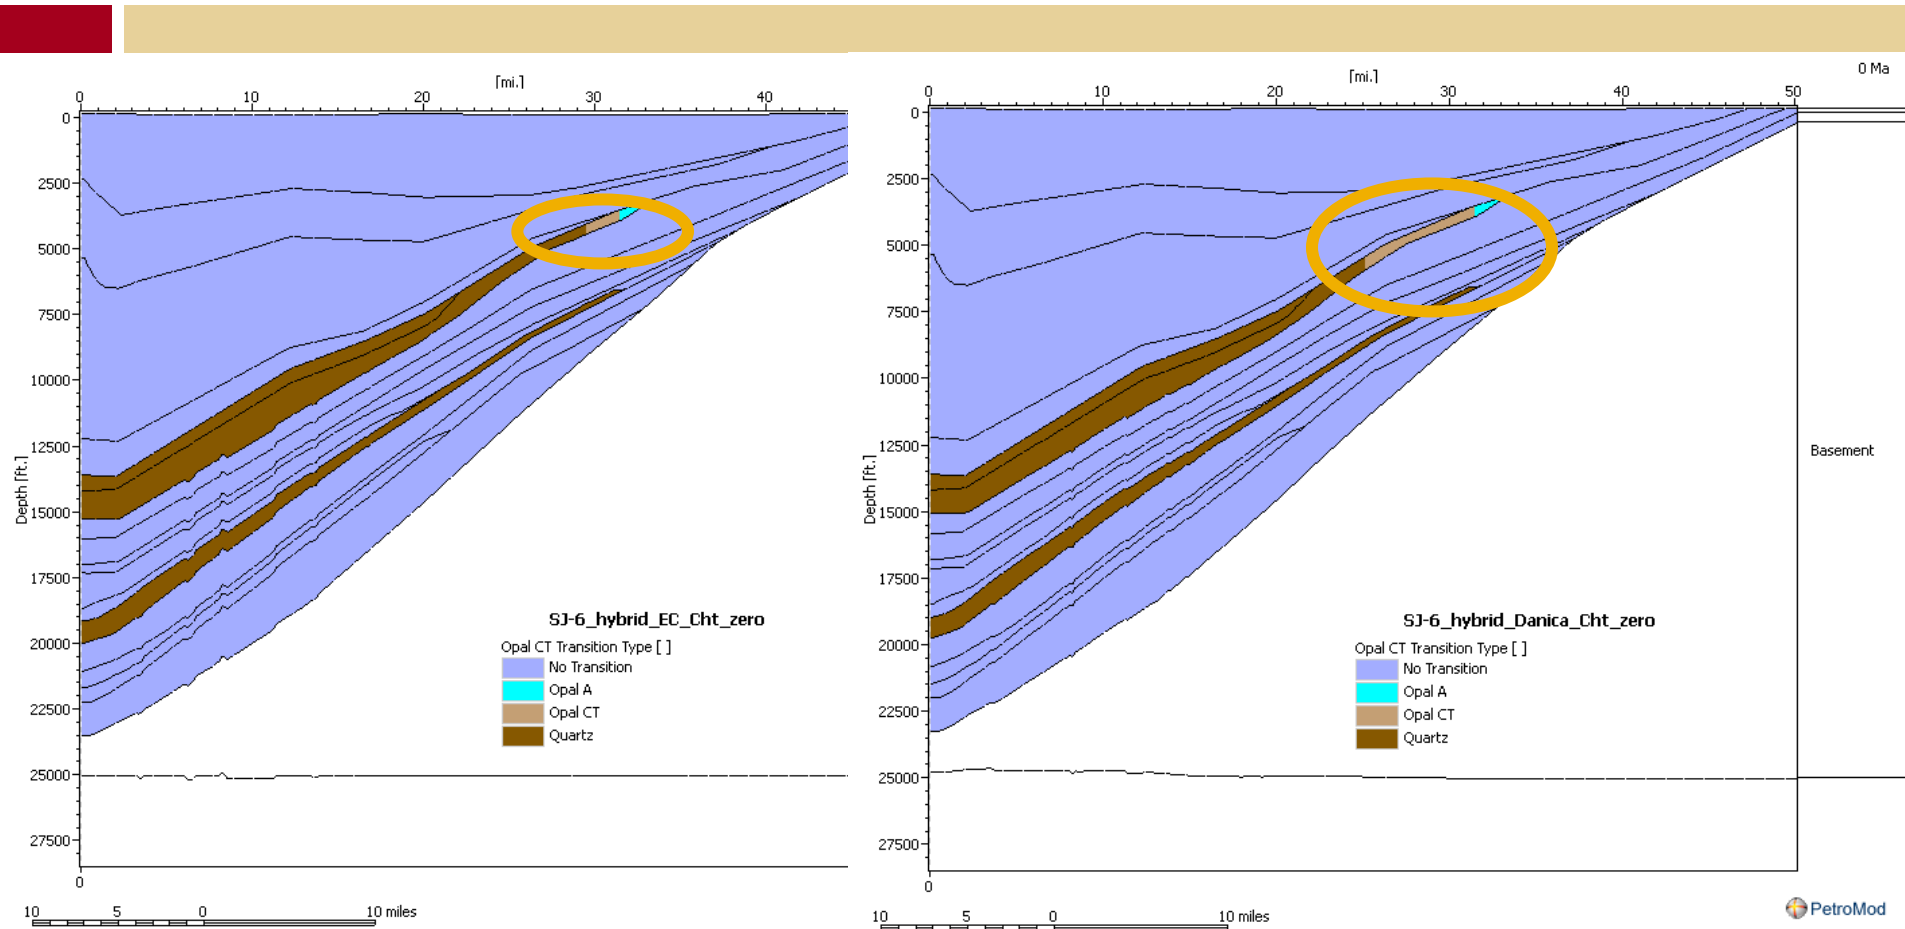 [mi.]
0 10 20 30 40
0
2500
5000
7500
10000
12500
15000
17500
20000
22500
25000
27500
Depth [ft.]
0
SJ-6_hybrid_EC_Cht_zero
Opal CT Transition Type [ ]
No Transition
Opal A
Opal CT
Quartz
10 5 0 10 miles
[mi.]
0 Ma
0 10 20 30 40 50
0
2500
5000
7500
10000
12500
15000
17500
20000
22500
25000
27500
Depth [ft.]
0
Basement
SJ-6_hybrid_Danica_Cht_zero
Opal CT Transition Type [ ]
No Transition
Opal A
Opal CT
Quartz
10 5 0 10 miles
PetroMod